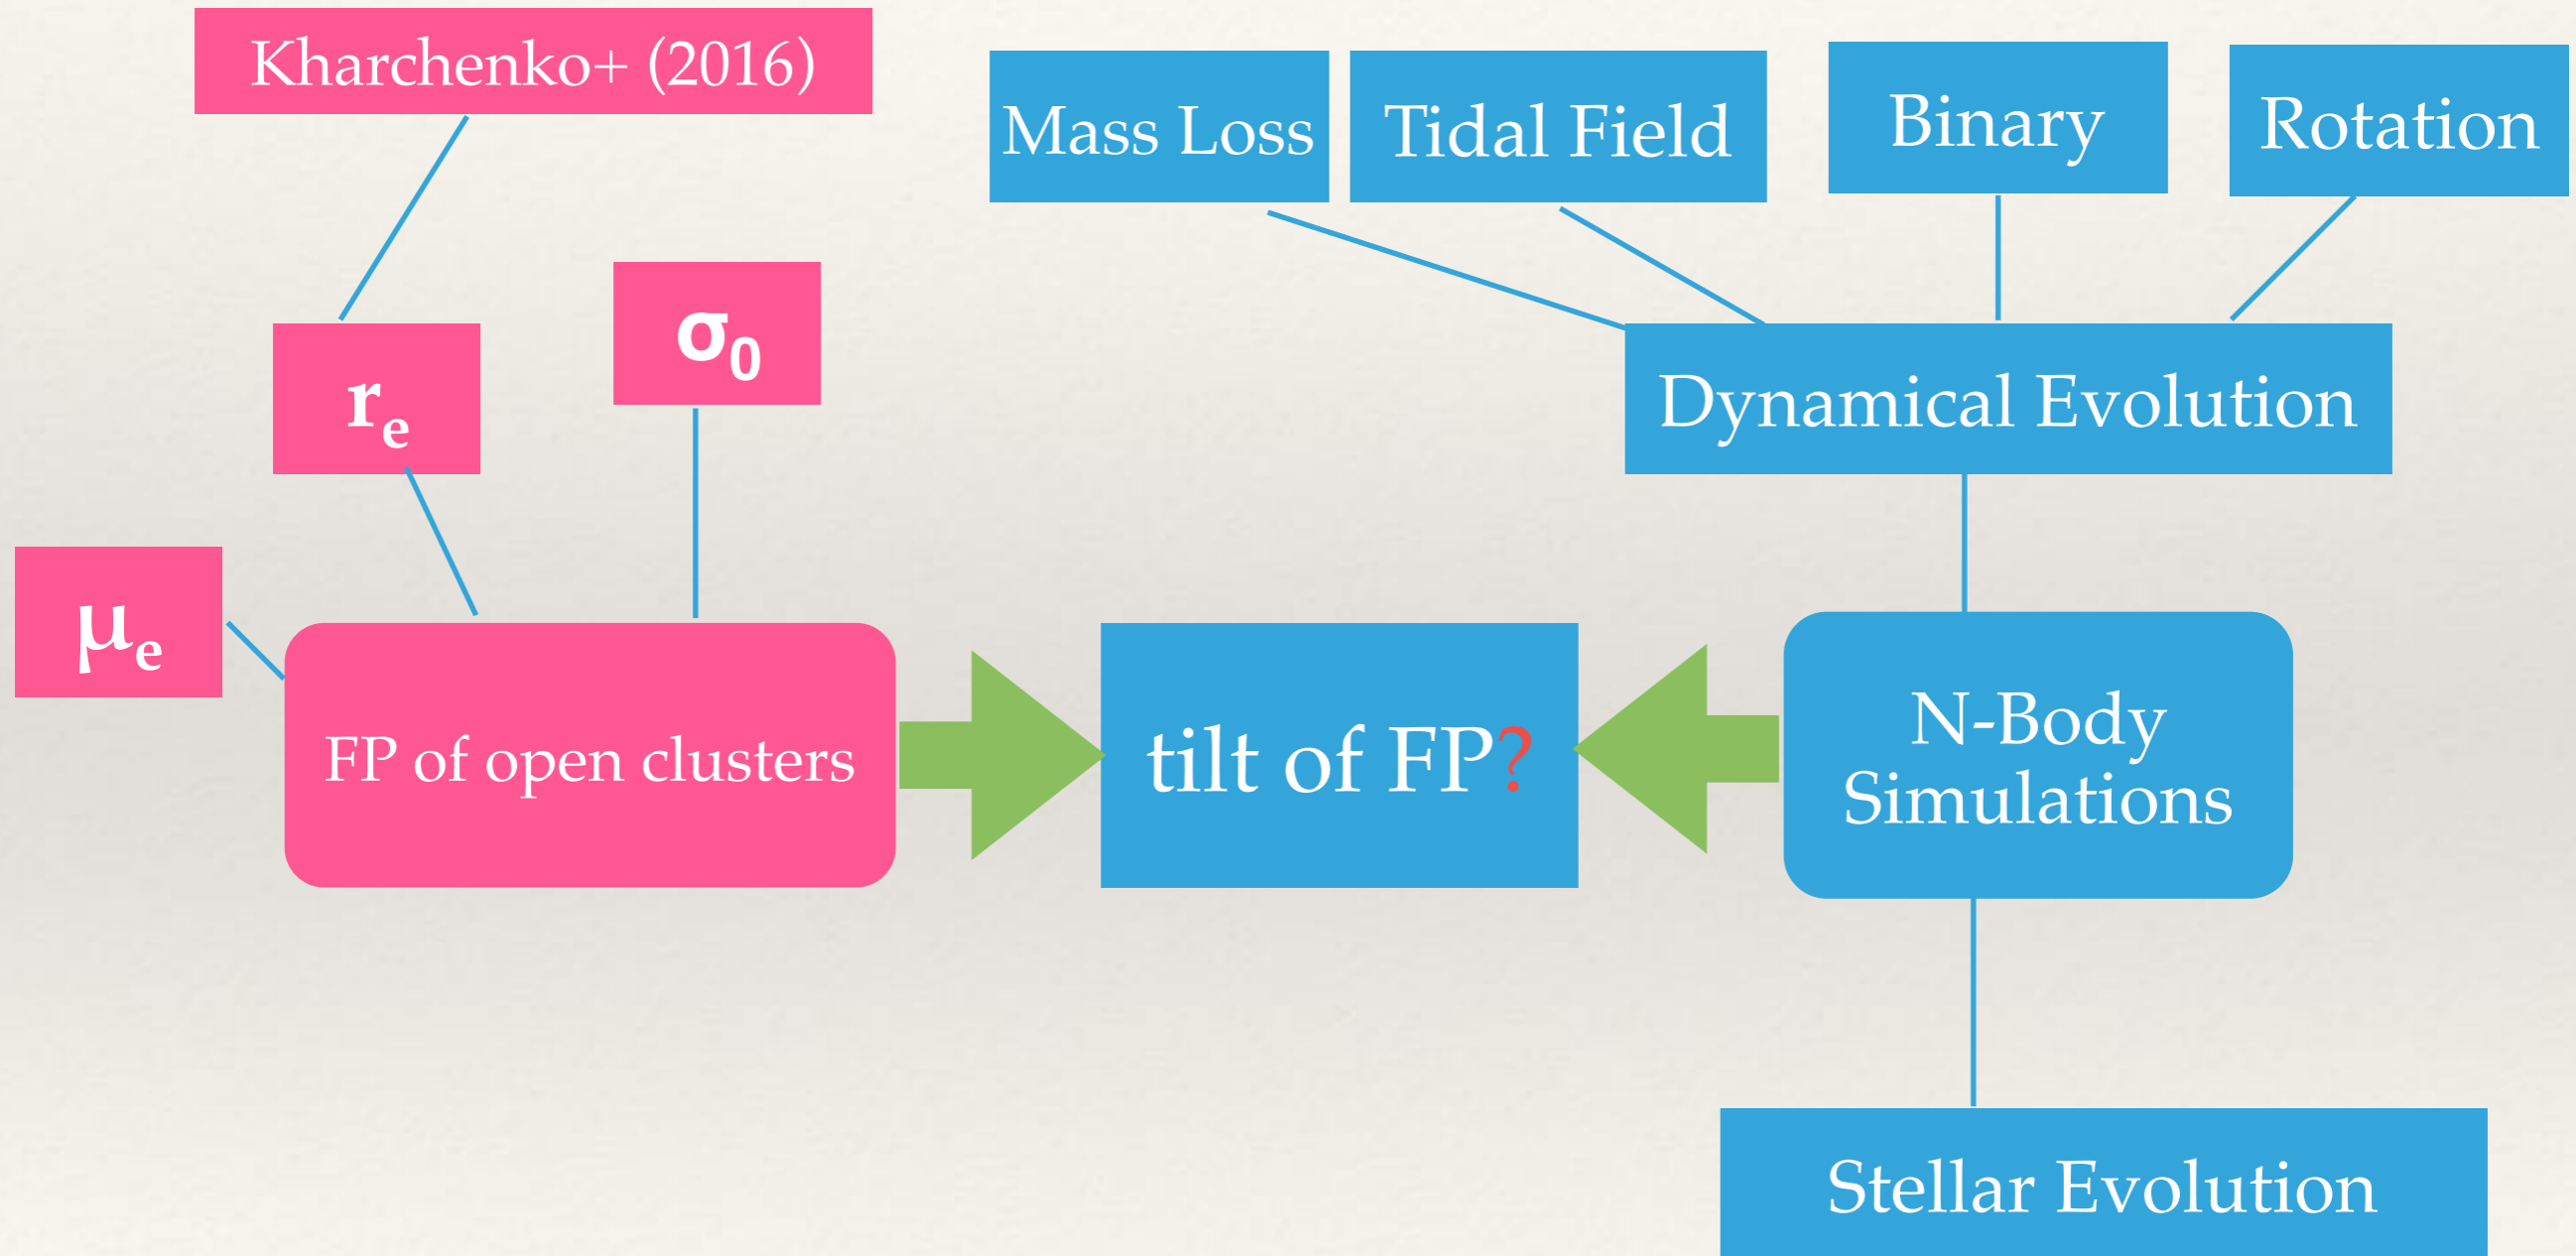 Kharchenko+ (2016)
Mass Loss
Tidal Field
Binary
Rotation
σ₀
rₑ
Dynamical Evolution
μₑ
FP of open clusters
tilt of FP?
N-Body
Simulations
Stellar Evolution